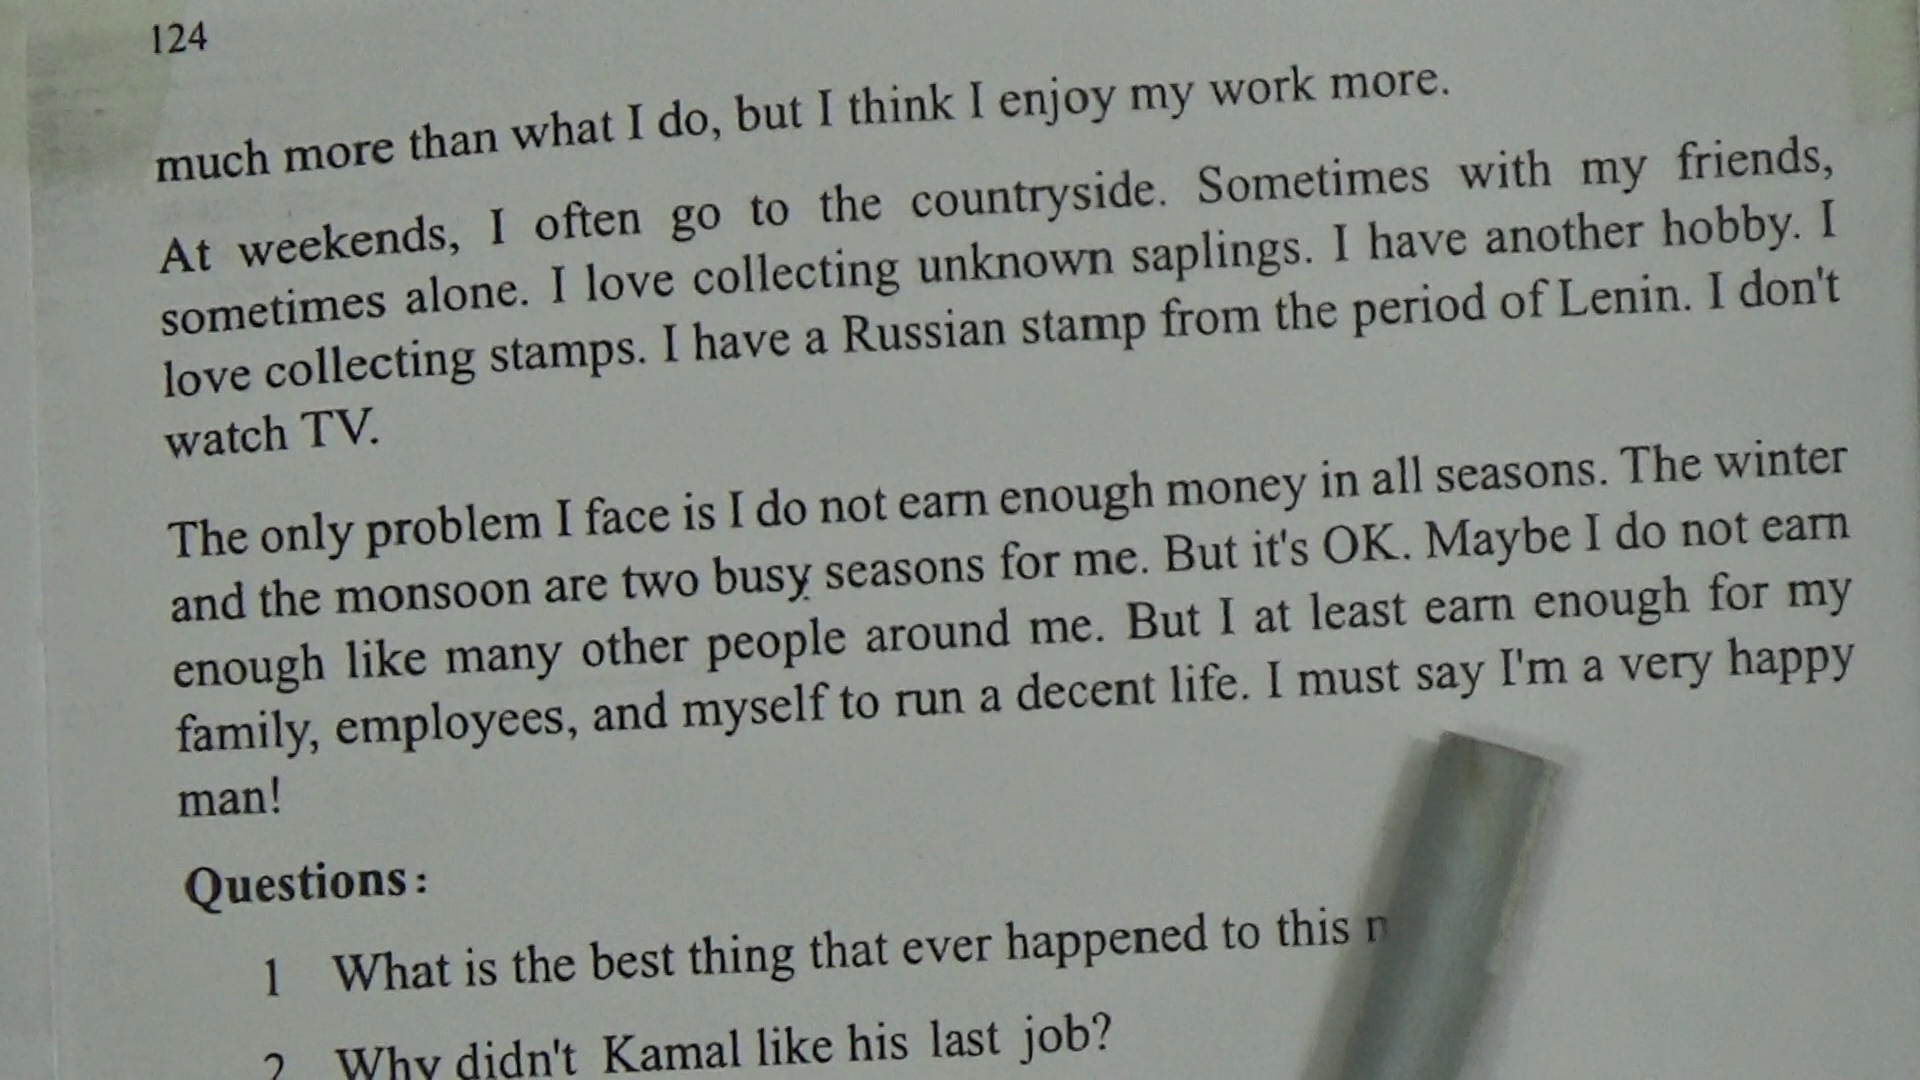 124
much more than what I do, but I think I enjoy my work more.
At weekends, I often go to the countryside. Sometimes with my friends,
sometimes alone. I love collecting unknown saplings. I have another hobby. I
love collecting stamps. I have a Russian stamp from the period of Lenin. I don't
watch TV.
The only problem I face is I do not earn enough money in all seasons. The winter
and the monsoon are two busy seasons for me. But it's OK. Maybe I do not earn
enough like many other people around me. But I at least earn enough for my
family, employees, and myself to run a decent life. I must say I'm a very happy
man!
Questions:
1 What is the best thing that ever happened to this
2 Why didn't Kamal like his last job?